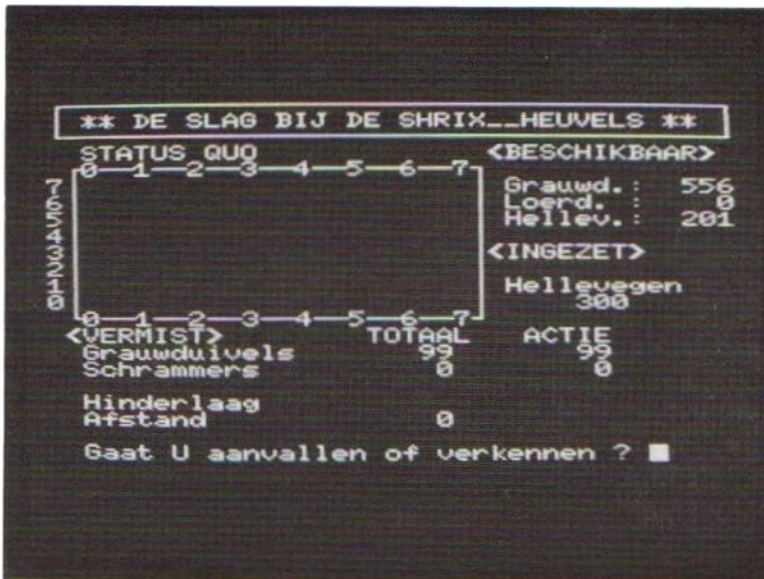 ** DE SLAG BIJ DE SHRIX__HEUVELS **
STATUS QUO <BESCHIKBAAR>
0—1—2—3—4—5—6—7
7
6
5
4
3
2
1
0
Grauwd.: 556
Loerd. : 0
Hellev.: 201
<INGEZET>
Hellevegen
300
0—1—2—3—4—5—6—7
<VERMIST> TOTAAL ACTIE
Grauwduivels 99 99
Schrammers 0 0
Hinderlaag
Afstand 0
Gaat U aanvallen of verkennen ?